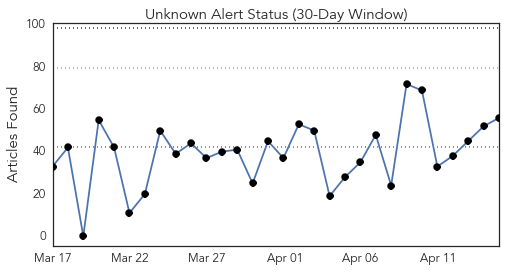 Unknown Alert Status (30-Day Window)
100
80
60
40
20
0
Articles Found
Mar 17 Mar 22 Mar 27 Apr 01 Apr 06 Apr 11